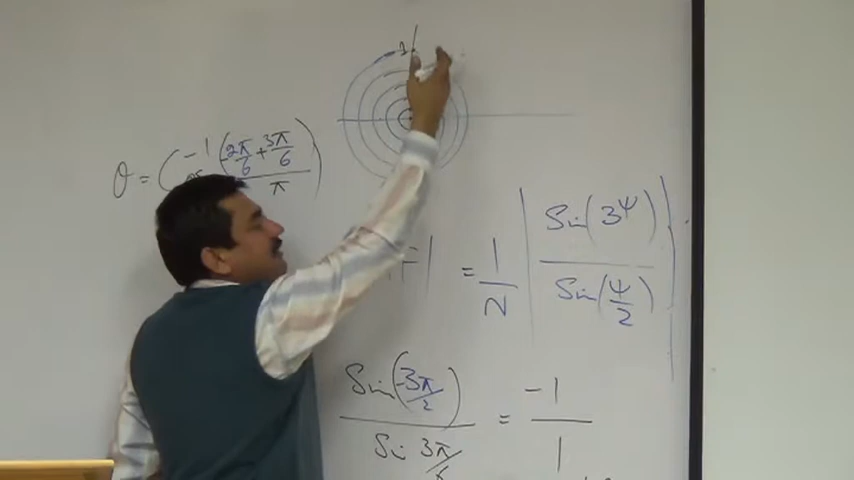 1
θ = cos⁻¹((-2π/6 + 3π/6)/π)
|F| = 1/N |Sin(3Ψ)/Sin(Ψ/2)|
Sin(-3π/2)/Sin 3π/6 = -1/1